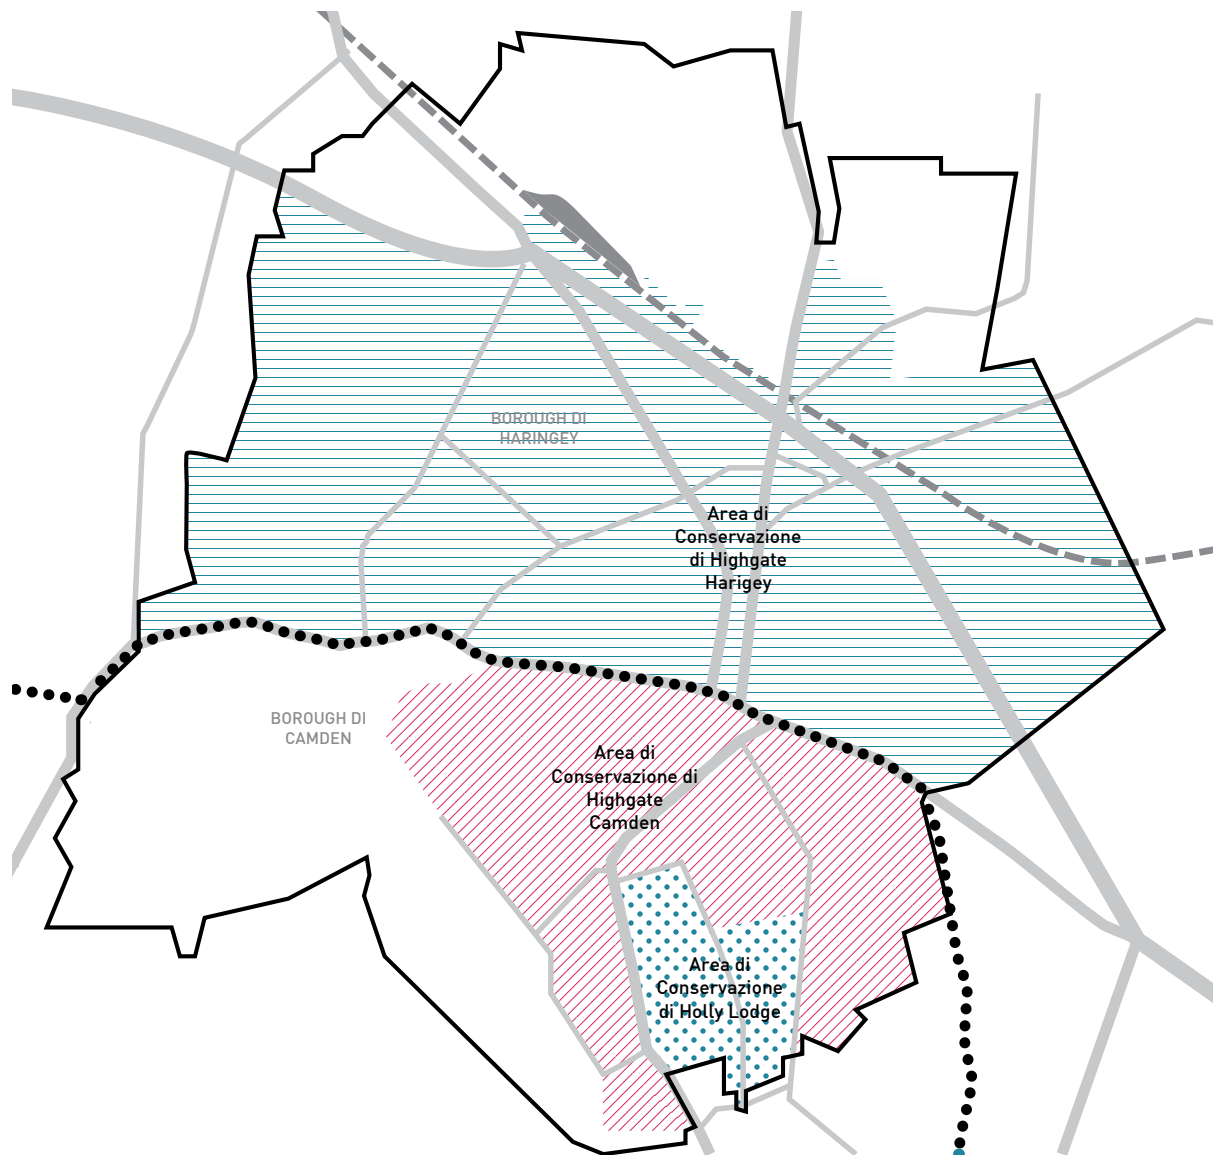 BOROUGH DI
HARINGEY
Area di
Conservazione
di Highgate
Harigey
BOROUGH DI
CAMDEN
Area di
Conservazione di
Highgate
Camden
Area di
Conservazione
di Holly Lodge